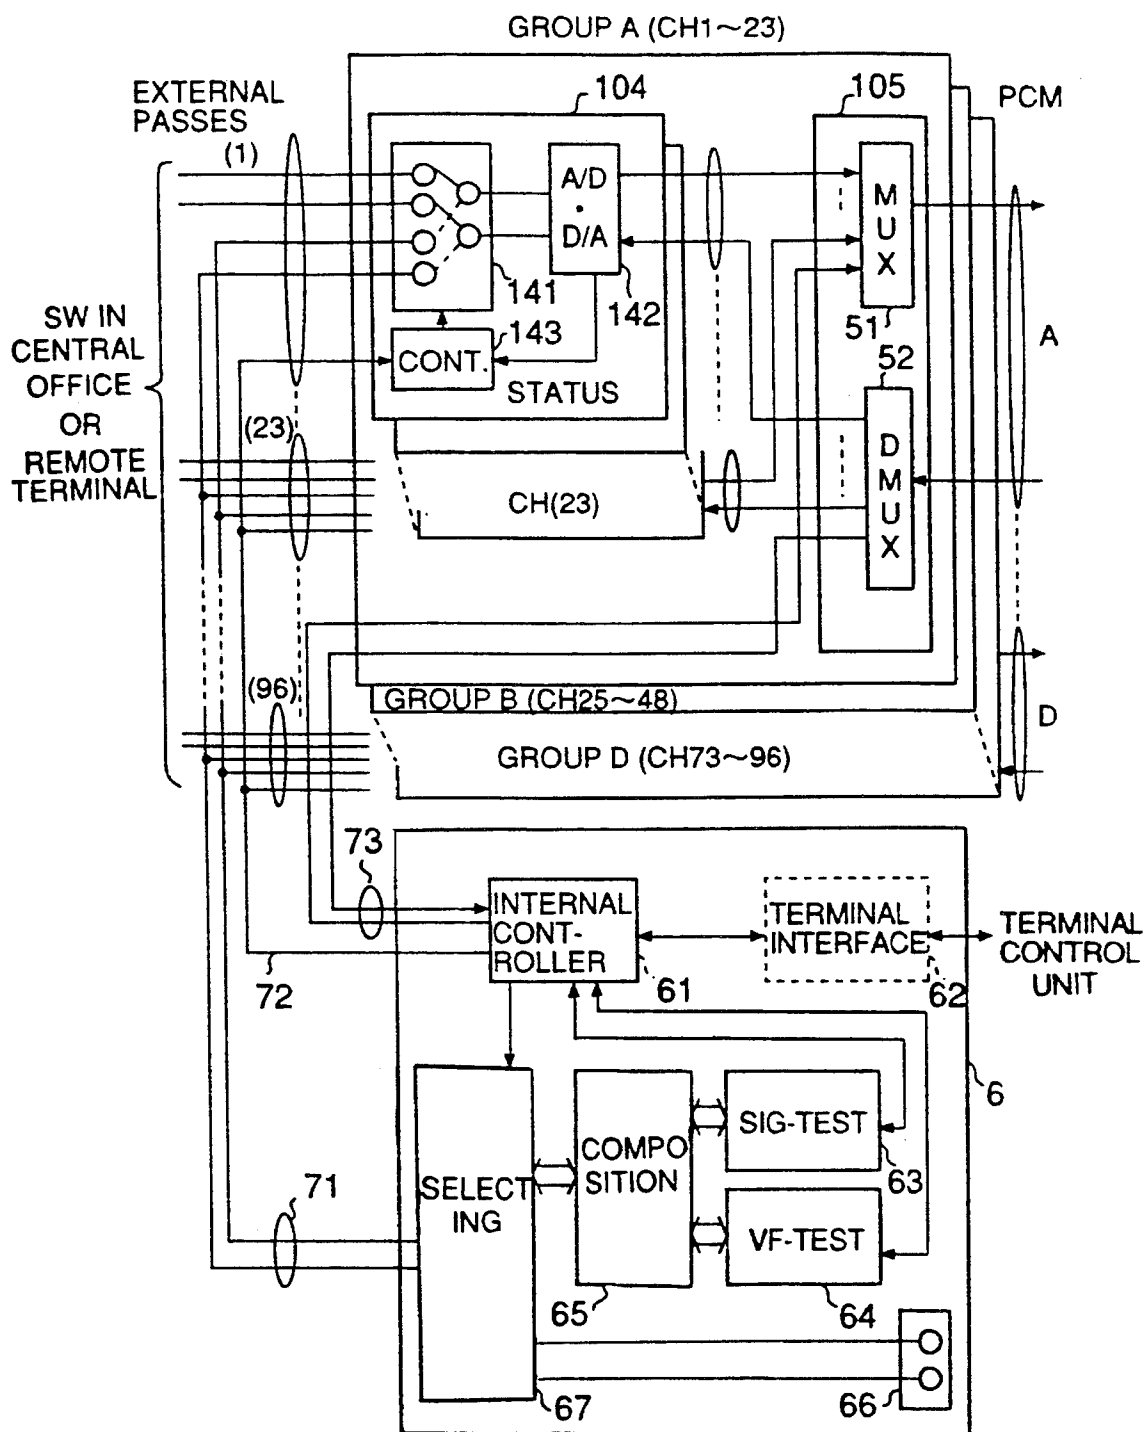 GROUP A (CH1~23)
EXTERNAL
PASSES
(1)
104
105
PCM
A/D
•
D/A
MUX
141
142
51
143
CONT.
STATUS
52
A
SW IN
CENTRAL
OFFICE
OR
REMOTE
TERMINAL
(23)
CH(23)
DMUX
(96)
GROUP B (CH25~48)
GROUP D (CH73~96)
D
73
INTERNAL
CONT-
ROLLER
TERMINAL
INTERFACE
TERMINAL
CONTROL
UNIT
72
61
62
6
COMPO
SITION
SIG-TEST
63
SELECT
ING
71
VF-TEST
65
64
67
66